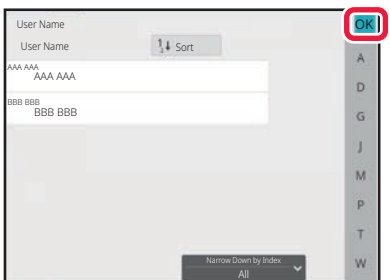 User Name
OK
User Name
Sort
A
AAA AAA
AAA AAA
D
BBB BBB
BBB BBB
G
J
M
P
T
Narrow Down by Index
All
W